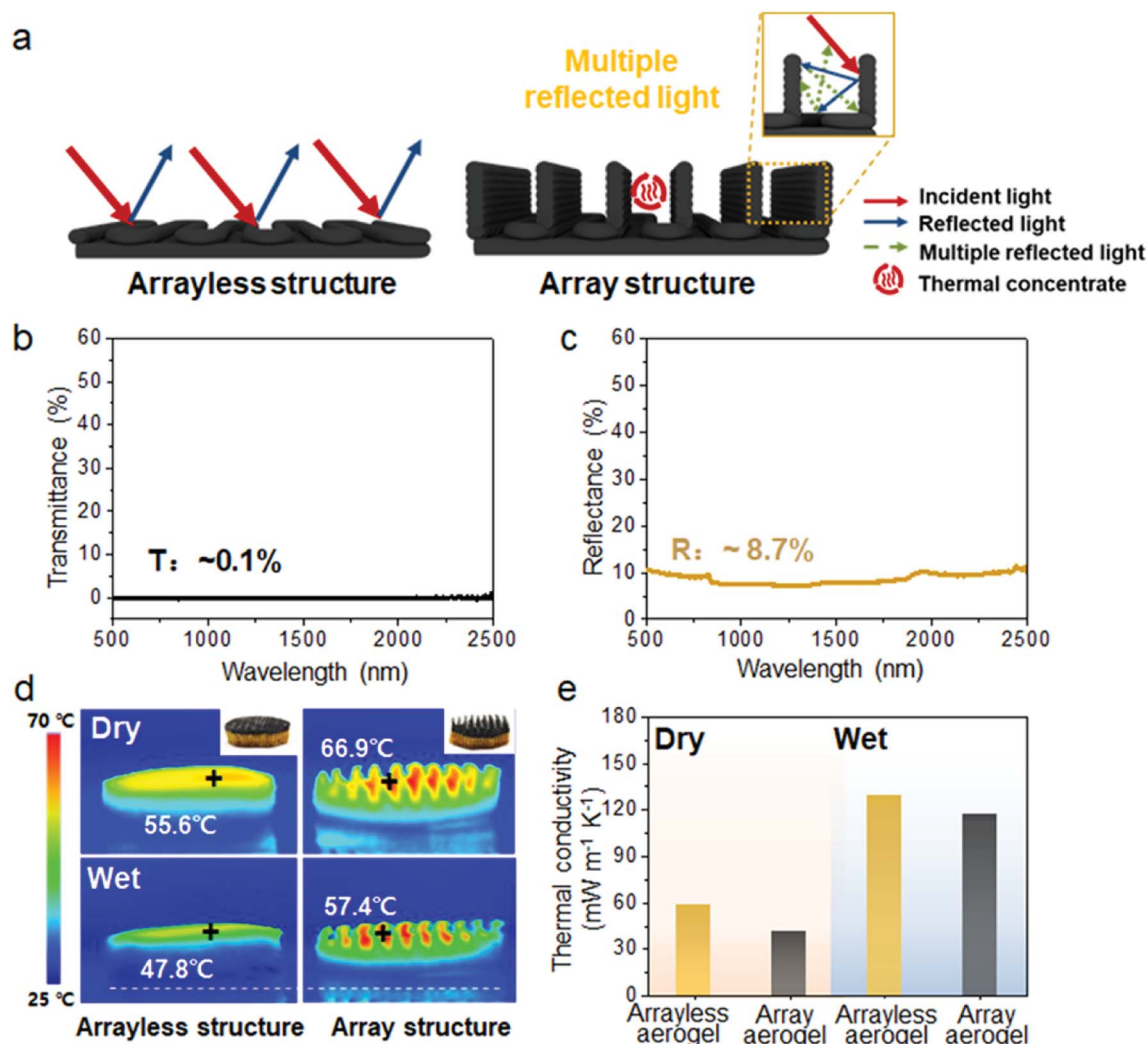 a
Multiple
reflected light
Incident light
Reflected light
Multiple reflected light
Thermal concentrate
Arrayless structure
Array structure
b
60
50
40
30
20
10
0
Transmittance (%)
T: ~0.1%
500 1000 1500 2000 2500
Wavelength (nm)
c
60
50
40
30
20
10
0
Reflectance (%)
R: ~ 8.7%
500 1000 1500 2000 2500
Wavelength (nm)
d
70 ℃
25 ℃
Dry
55.6℃
66.9℃
Wet
47.8℃
57.4℃
Arrayless structure
Array structure
e
180
150
120
90
60
30
0
Thermal conductivity
(mW m⁻¹ K⁻¹)
Dry
Wet
Arrayless
aerogel
Array
aerogel
Arrayless
aerogel
Array
aerogel